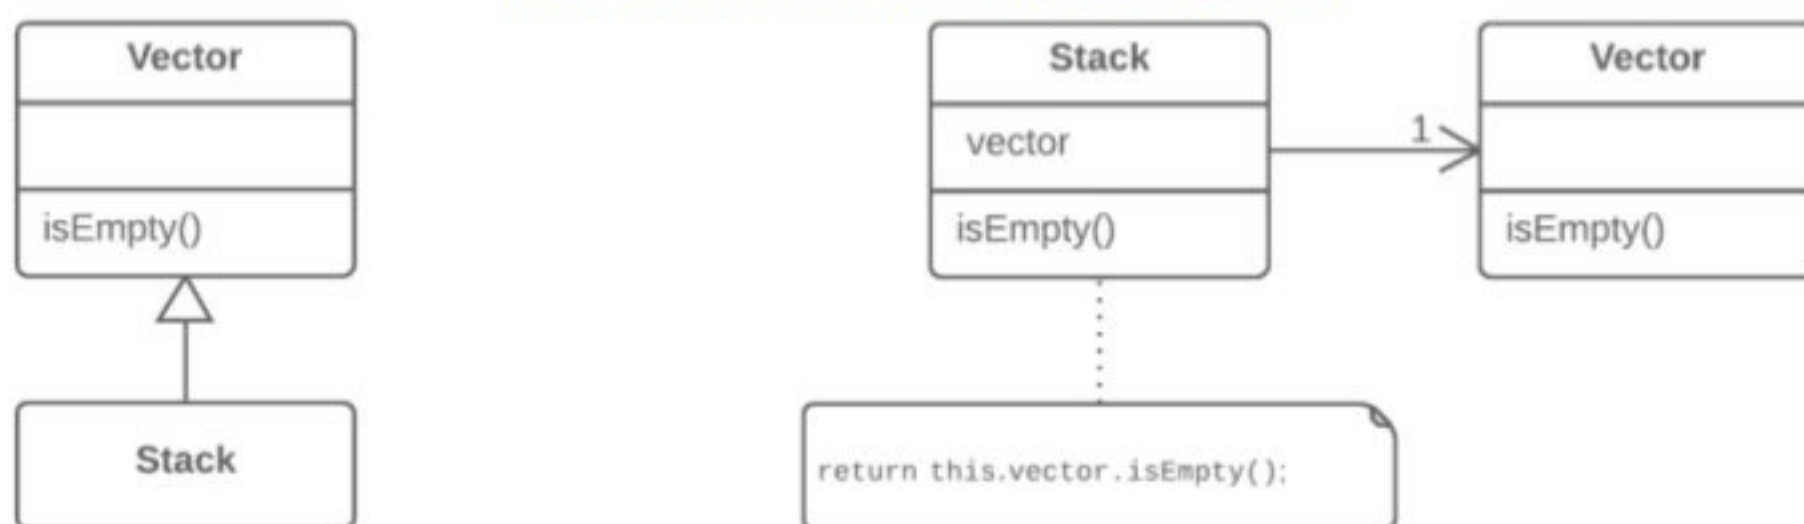 Vector
isEmpty()
Stack
Stack
vector
isEmpty()
1
Vector
isEmpty()
return this.vector.isEmpty();